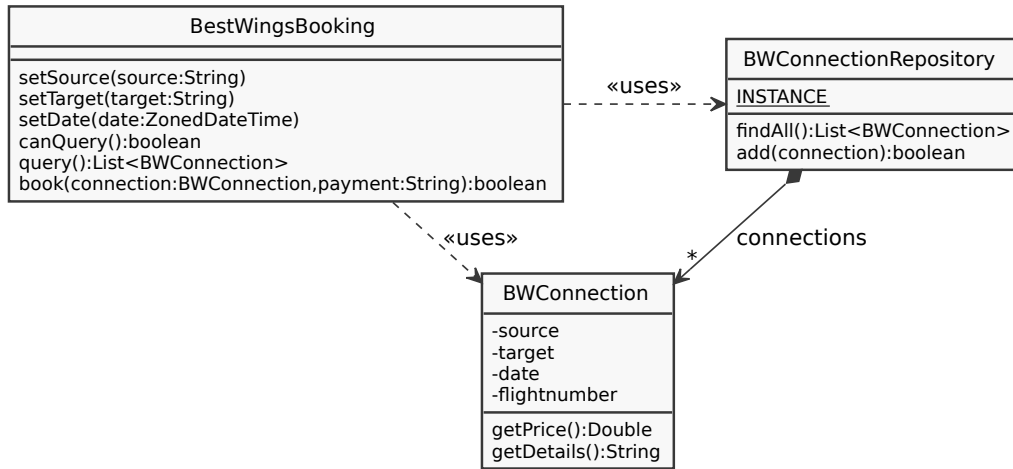 BestWingsBooking
setSource(source:String)
setTarget(target:String)
setDate(date:ZonedDateTime)
canQuery():boolean
query():List<BWConnection>
book(connection:BWConnection,payment:String):boolean
«uses»
BWConnectionRepository
INSTANCE
findAll():List<BWConnection>
add(connection):boolean
«uses»
connections
*
BWConnection
-source
-target
-date
-flightnumber
getPrice():Double
getDetails():String